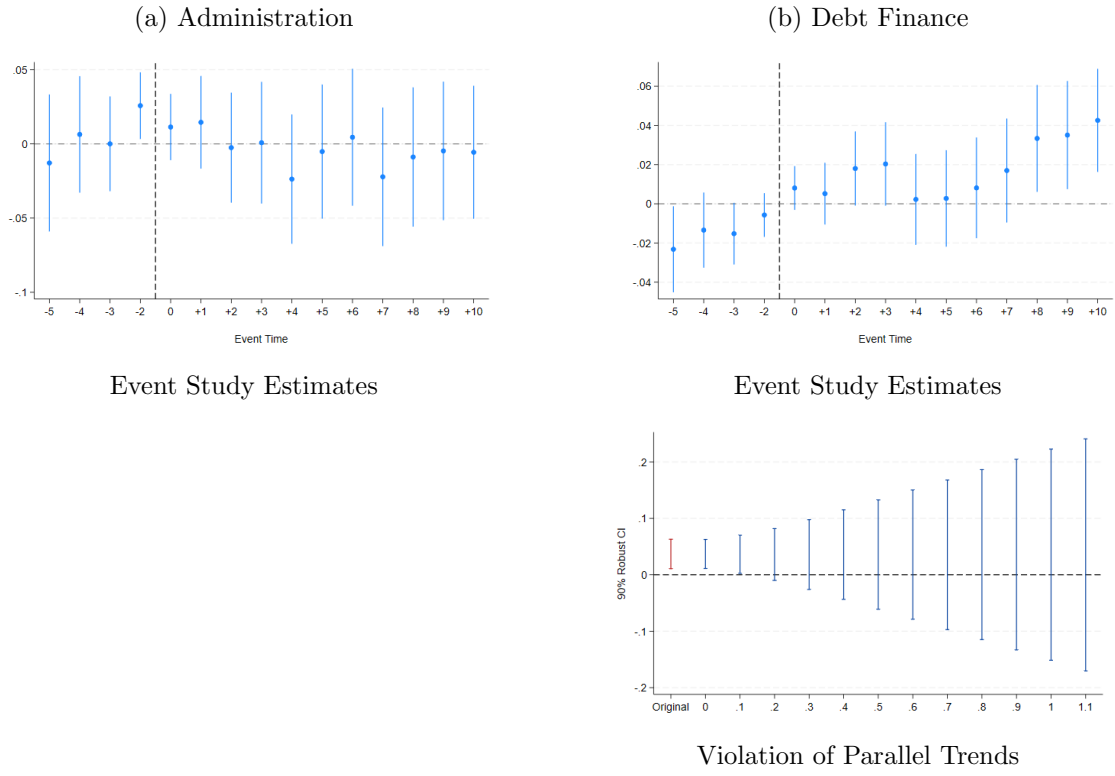 (a) Administration
.05
0
-.05
-.1
-5 -4 -3 -2 0 +1 +2 +3 +4 +5 +6 +7 +8 +9 +10
Event Time
Event Study Estimates
(b) Debt Finance
.06
.04
.02
0
-.02
-.04
-5 -4 -3 -2 0 +1 +2 +3 +4 +5 +6 +7 +8 +9 +10
Event Time
Event Study Estimates
90% Robust CI
.2
.1
0
-.1
-.2
Original 0 .1 .2 .3 .4 .5 .6 .7 .8 .9 1 1.1
Violation of Parallel Trends